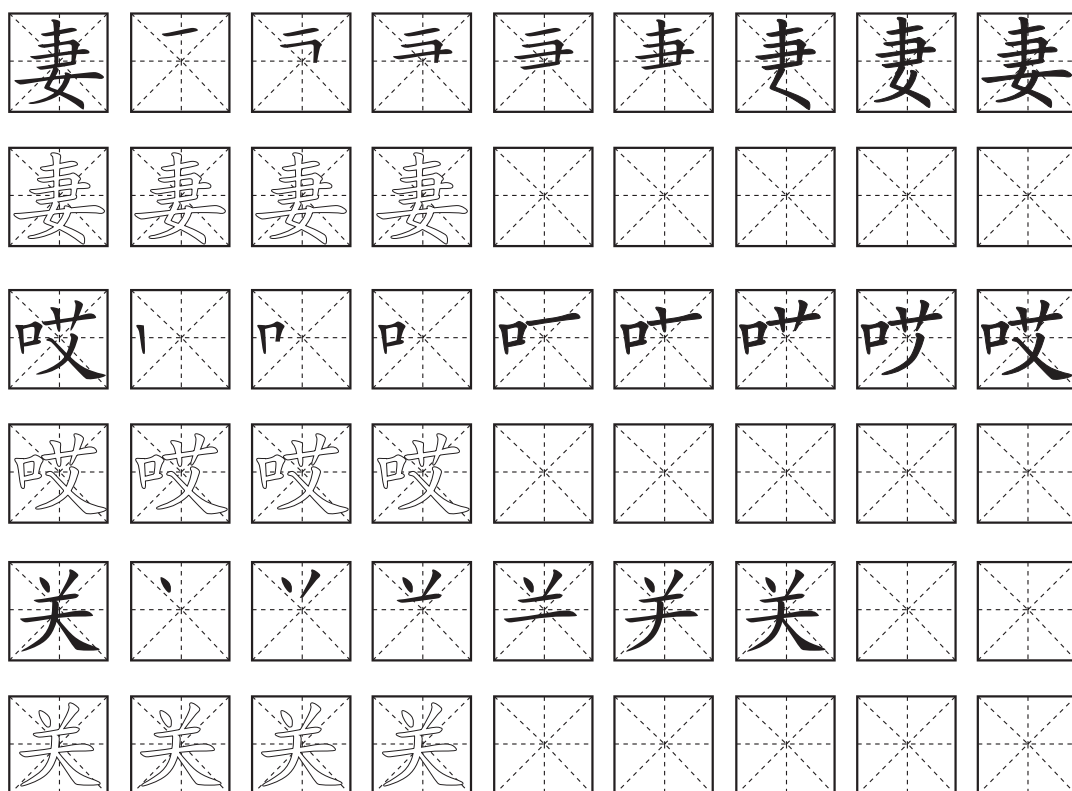 妻 妻
妻 妻 妻 妻
哎 哎
哎 哎 哎 哎
关 关
关 关 关 关